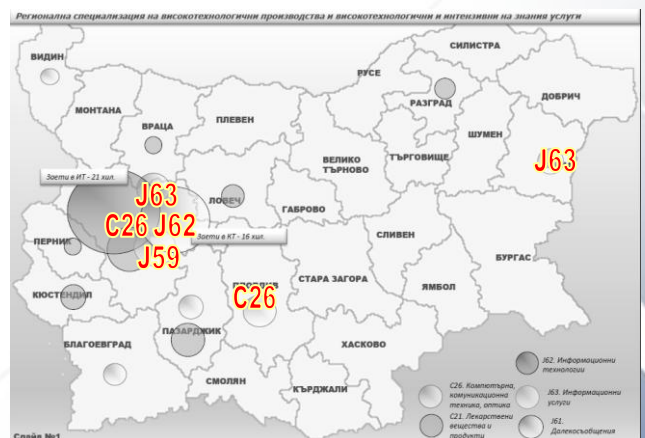 Регионална специализация на високотехнологични производства и високотехнологични и интензивни на знания услуги
ВИДИН
СИЛИСТРА
РУСЕ
МОНТАНА
ПЛЕВЕН
РАЗГРАД
ДОБРИЧ
ВРАЦА
ШУМЕН
ВЕЛИКО
ТЪРНОВО
ТЪРГОВИЩЕ
J63
Заети в ИТ - 21 хил.
J63
ЛОВЕЧ
ГАБРОВО
C26 J62
Заети в КТ - 16 хил.
СЛИВЕН
ПЕРНИК
J59
БУРГАС
СТАРА ЗАГОРА
ЯМБОЛ
КЮСТЕНДИЛ
C26
ПАЗАРДЖИК
ХАСКОВО
БЛАГОЕВГРАД
СМОЛЯН
КЪРДЖАЛИ
J62. Информационни
технологии
C26. Компютърна,
комуникационна
техника, оптика
J63. Информационни
услуги
C21. Лекарствени
вещества и
продукти
J61.
Далекосъобщения
Слайд №1